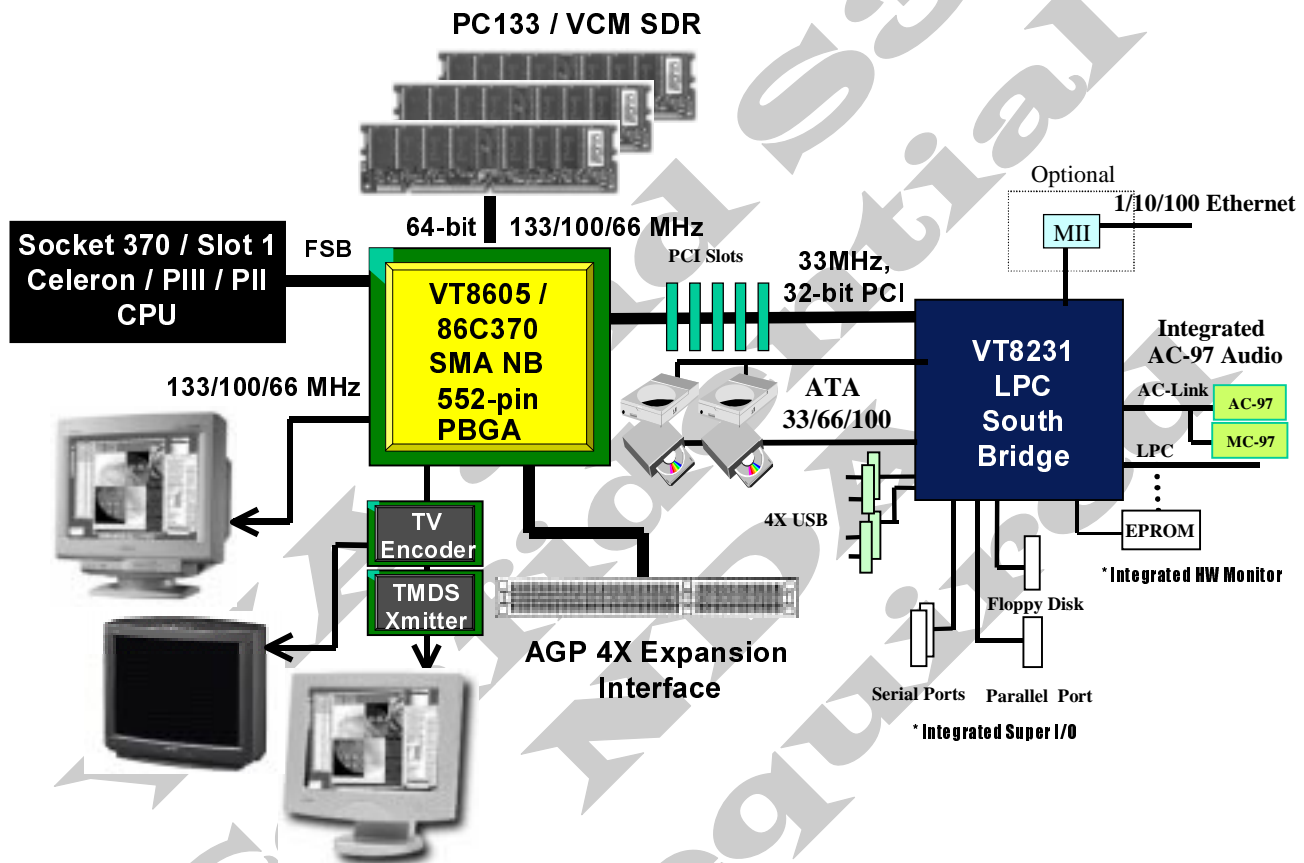 PC133 / VCM SDR
64-bit
133/100/66 MHz
Socket 370 / Slot 1
Celeron / PIII / PII
CPU
FSB
133/100/66 MHz
VT8605 /
86C370
SMA NB
552-pin
PBGA
PCI Slots
33MHz,
32-bit PCI
Optional
MII
1/10/100 Ethernet
VT8231
LPC
South
Bridge
Integrated
AC-97 Audio
AC-Link
AC-97
MC-97
LPC
EPROM
* Integrated HW Monitor
ATA
33/66/100
4X USB
Floppy Disk
Serial Ports
Parallel Port
* Integrated Super I/O
TV
Encoder
TMDS
Xmitter
AGP 4X Expansion
Interface
NDA